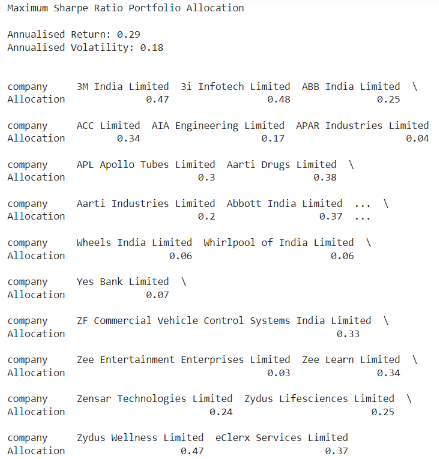 Maximum Sharpe Ratio Portfolio Allocation
Annualised Return: 0.29
Annualised Volatility: 0.18
company 3M India Limited 3i Infotech Limited ABB India Limited \
Allocation 0.47 0.48 0.25
company ACC Limited AIA Engineering Limited APAR Industries Limited
Allocation 0.34 0.17 0.04
company APL Apollo Tubes Limited Aarti Drugs Limited \
Allocation 0.3 0.38
company Aarti Industries Limited Abbott India Limited ... \
Allocation 0.2 0.37 ...
company Wheels India Limited Whirlpool of India Limited \
Allocation 0.06 0.06
company Yes Bank Limited \
Allocation 0.07
company ZF Commercial Vehicle Control Systems India Limited \
Allocation 0.33
company Zee Entertainment Enterprises Limited Zee Learn Limited \
Allocation 0.03 0.34
company Zensar Technologies Limited Zydus Lifesciences Limited \
Allocation 0.24 0.25
company Zydus Wellness Limited eClerx Services Limited
Allocation 0.47 0.37